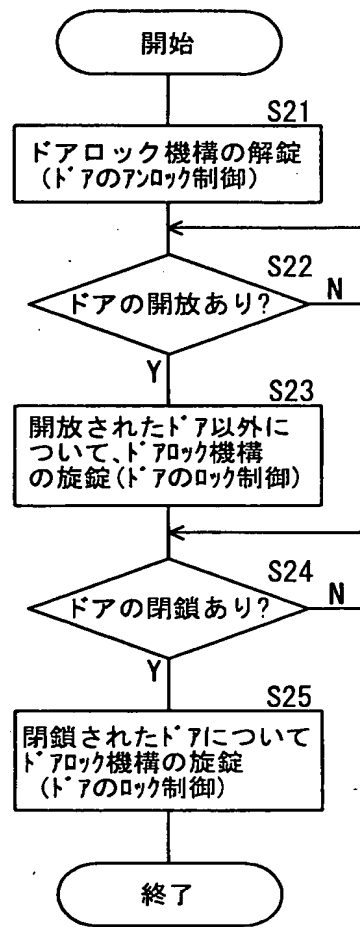 開始
S21
ドアロック機構の解錠
(ドアのアンロック制御)
S22
ドアの開放あり?
N
Y
S23
開放されたドア以外に
ついて、ドアロック機構
の旋錠(ドアのロック制御)
S24
ドアの閉鎖あり?
N
Y
S25
閉鎖されたドアについて
ドアロック機構の旋錠
(ドアのロック制御)
終了